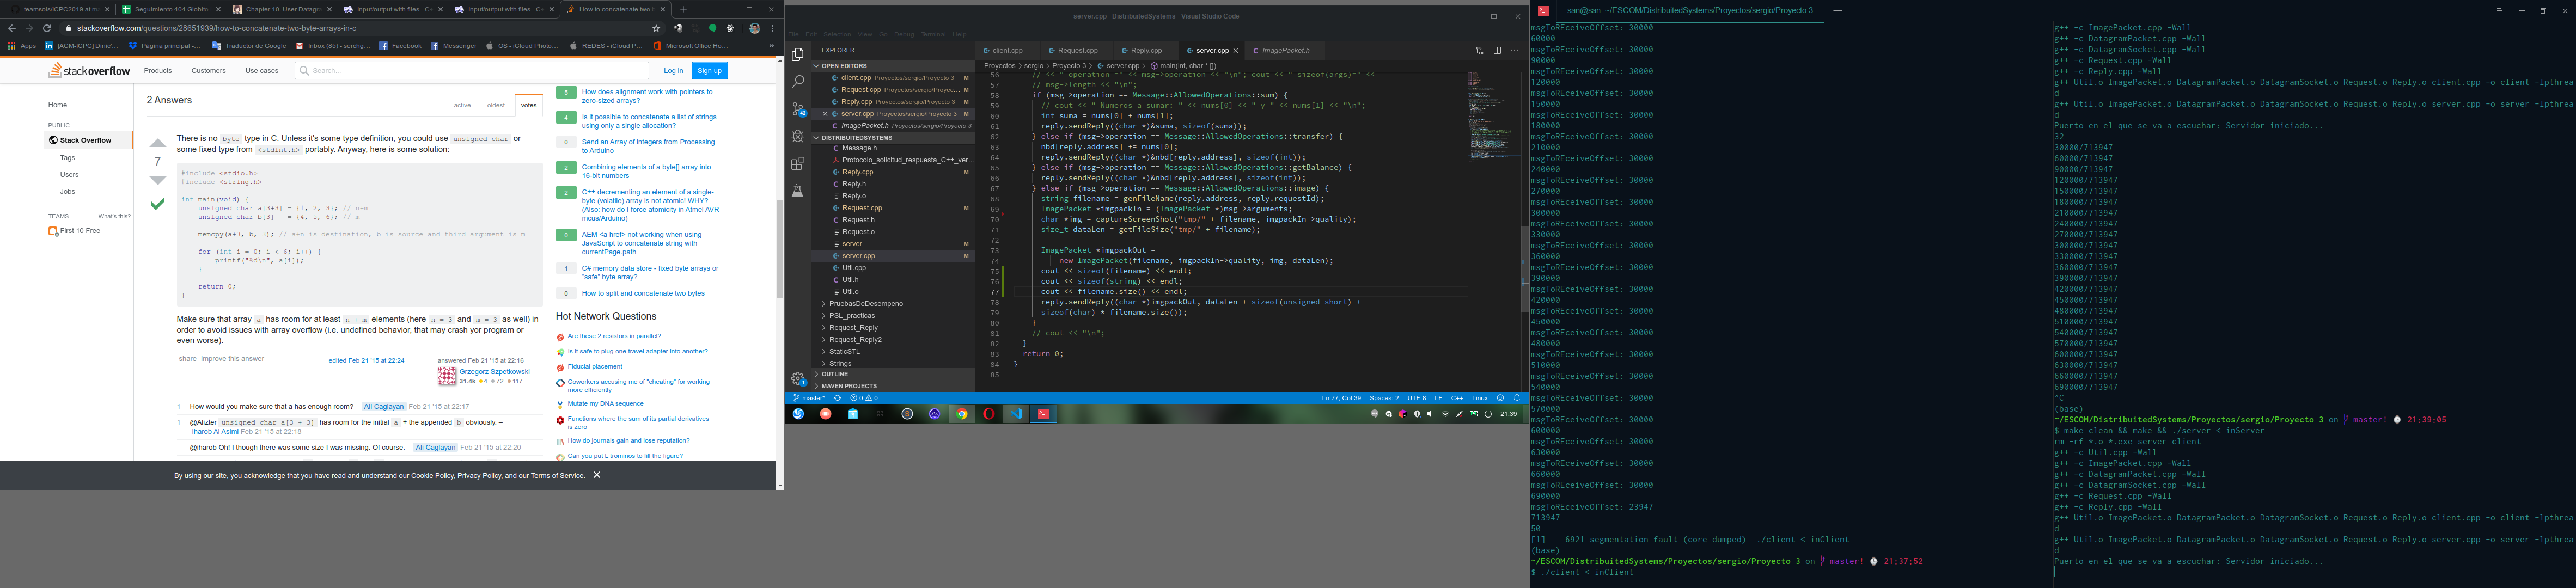 teamsols/ICPC2019 at m
Seguimiento 404 Globito
Chapter 10. User Datagr
Input/output with files - C+
Input/output with files - C+
How to concatenate two b
stackoverflow.com/questions/28651939/how-to-concatenate-two-byte-arrays-in-c
Apps
[ACM-ICPC] Dinic'...
Página principal -...
Traductor de Google
Inbox (85) - serchg...
Facebook
Messenger
OS - iCloud Photo...
REDES - iCloud P...
Microsoft Office Ho...
stackoverflow
Products
Customers
Use cases
Search...
Log in
Sign up
Home
PUBLIC
Stack Overflow
Tags
Users
Jobs
TEAMS
What's this?
First 10 Free
2 Answers
active
oldest
votes
There is no byte type in C. Unless it's some type definition, you could use unsigned char or
some fixed type from <stdint.h> portably. Anyway, here is some solution:
7
#include <stdio.h>
#include <string.h>
int main(void) {
unsigned char a[3+3] = {1, 2, 3}; // n+m
unsigned char b[3]   = {4, 5, 6}; // m
memcpy(a+3, b, 3); // a+n is destination, b is source and third argument is m
for (int i = 0; i < 6; i++) {
printf("%d\n", a[i]);
}
return 0;
}
Make sure that array a has room for at least n + m elements (here n = 3 and m = 3 as well) in
order to avoid issues with array overflow (i.e. undefined behavior, that may crash yor program or
even worse).
share improve this answer
edited Feb 21 '15 at 22:24
answered Feb 21 '15 at 22:16
Grzegorz Szpetkowski
31.4k 4 72 117
1 How would you make sure that a has enough room? – Ali Caglayan Feb 21 '15 at 22:17
1 @Alizter unsigned char a[3 + 3] has room for the initial a + the appended b obviously. –
Iharob Al Asimi Feb 21 '15 at 22:18
@iharob Oh! I though there was some size I was missing. Of course. – Ali Caglayan Feb 21 '15 at 22:20
5 How does alignment work with pointers to
zero-sized arrays?
4 Is it possible to concatenate a list of strings
using only a single allocation?
0 Send an Array of integers from Processing
to Arduino
2 Combining elements of a byte[] array into
16-bit numbers
2 C++ decrementing an element of a single-
byte (volatile) array is not atomic! WHY?
(Also: how do I force atomicity in Atmel AVR
mcus/Arduino)
0 AEM <a href> not working when using
JavaScript to concatenate string with
currentPage.path
1 C# memory data store - fixed byte arrays or
"safe" byte array?
0 How to split and concatenate two bytes
Hot Network Questions
Are these 2 resistors in parallel?
Is it safe to plug one travel adapter into another?
Fiducial placement
Coworkers accusing me of "cheating" for working
more efficiently
Mutate my DNA sequence
Functions where the sum of its partial derivatives
is zero
How do journals gain and lose reputation?
Can you put L trominos to fill the figure?
By using our site, you acknowledge that you have read and understand our Cookie Policy, Privacy Policy, and our Terms of Service.
server.cpp - DistributedSystems - Visual Studio Code
File Edit Selection View Go Debug Terminal Help
EXPLORER
OPEN EDITORS
client.cpp Proyectos/sergio/Proyecto 3 M
Request.cpp Proyectos/sergio/Proyec... M
Reply.cpp Proyectos/sergio/Proyecto 3 M
server.cpp Proyectos/sergio/Proyecto 3 M
ImagePacket.h Proyectos/sergio/Proyecto 3
DISTRIBUTEDSYSTEMS
Message.h
Protocolo_solicitud_respuesta_C++_ver...
Reply.cpp M
Reply.h
Reply.o
Request.cpp M
Request.h
Request.o
server M
server.cpp M
Util.cpp
Util.h
Util.o
PruebasDeDesempeno
PSL_practicas
Request_Reply
Request_Reply2
StaticSTL
Strings
OUTLINE
MAVEN PROJECTS
client.cpp
Request.cpp
Reply.cpp
server.cpp
ImagePacket.h
Proyectos > sergio > Proyecto 3 > server.cpp > main(int, char * [])
56 // << " operation =" << msg->operation << "\n"; cout << " sizeof(args)=" <<
57 // msg->length << "\n";
58 if (msg->operation == Message::AllowedOperations::sum) {
59 // cout << " Numeros a sumar: " << nums[0] << " y " << nums[1] << "\n";
60 int suma = nums[0] + nums[1];
61 reply.sendReply((char *)&suma, sizeof(suma));
62 } else if (msg->operation == Message::AllowedOperations::transfer) {
63 nbd[reply.address] += nums[0];
64 reply.sendReply((char *)&nbd[reply.address], sizeof(int));
65 } else if (msg->operation == Message::AllowedOperations::getBalance) {
66 reply.sendReply((char *)&nbd[reply.address], sizeof(int));
67 } else if (msg->operation == Message::AllowedOperations::image) {
68 string filename = genFileName(reply.address, reply.requestId);
69 ImagePacket *imgpackIn = (ImagePacket *)msg->arguments;
70 char *img = captureScreenShot("tmp/" + filename, imgpackIn->quality);
71 size_t dataLen = getFileSize("tmp/" + filename);
72
73 ImagePacket *imgpackOut =
74 new ImagePacket(filename, imgpackIn->quality, img, dataLen);
75 cout << sizeof(filename) << endl;
76 cout << sizeof(string) << endl;
77 cout << filename.size() << endl;
78 reply.sendReply((char *)imgpackOut, dataLen + sizeof(unsigned short) +
79 sizeof(char) * filename.size());
80 }
81 // cout << "\n";
82 }
83 return 0;
84 }
85
master*
0 0
Ln 77, Col 39
Spaces: 2
UTF-8
LF
C++
Linux
21:39
san@san: ~/ESCOM/DistribuitedSystems/Proyectos/sergio/Proyecto 3
msgToREceiveOffset: 30000
60000
msgToREceiveOffset: 30000
90000
msgToREceiveOffset: 30000
120000
msgToREceiveOffset: 30000
150000
msgToREceiveOffset: 30000
180000
msgToREceiveOffset: 30000
210000
msgToREceiveOffset: 30000
240000
msgToREceiveOffset: 30000
270000
msgToREceiveOffset: 30000
300000
msgToREceiveOffset: 30000
330000
msgToREceiveOffset: 30000
360000
msgToREceiveOffset: 30000
390000
msgToREceiveOffset: 30000
420000
msgToREceiveOffset: 30000
450000
msgToREceiveOffset: 30000
480000
msgToREceiveOffset: 30000
510000
msgToREceiveOffset: 30000
540000
msgToREceiveOffset: 30000
570000
msgToREceiveOffset: 30000
600000
msgToREceiveOffset: 30000
630000
msgToREceiveOffset: 30000
660000
msgToREceiveOffset: 30000
690000
msgToREceiveOffset: 23947
713947
50
[1]    6921 segmentation fault (core dumped)  ./client < inClient
(base)
~/ESCOM/DistribuitedSystems/Proyectos/sergio/Proyecto 3 on master! 21:37:52
$ ./client < inClient
g++ -c ImagePacket.cpp -Wall
g++ -c DatagramPacket.cpp -Wall
g++ -c DatagramSocket.cpp -Wall
g++ -c Request.cpp -Wall
g++ -c Reply.cpp -Wall
g++ Util.o ImagePacket.o DatagramPacket.o DatagramSocket.o Request.o Reply.o client.cpp -o client -lpthrea
d
g++ Util.o ImagePacket.o DatagramPacket.o DatagramSocket.o Request.o Reply.o server.cpp -o server -lpthrea
d
Puerto en el que se va a escuchar: Servidor iniciado...
32
30000/713947
60000/713947
90000/713947
120000/713947
150000/713947
180000/713947
210000/713947
240000/713947
270000/713947
300000/713947
330000/713947
360000/713947
390000/713947
420000/713947
450000/713947
480000/713947
510000/713947
540000/713947
570000/713947
600000/713947
630000/713947
660000/713947
690000/713947
^C
(base)
~/ESCOM/DistribuitedSystems/Proyectos/sergio/Proyecto 3 on master! 21:39:05
$ make clean && make && ./server < inServer
rm -rf *.o *.exe server client
g++ -c Util.cpp -Wall
g++ -c ImagePacket.cpp -Wall
g++ -c DatagramPacket.cpp -Wall
g++ -c DatagramSocket.cpp -Wall
g++ -c Request.cpp -Wall
g++ -c Reply.cpp -Wall
g++ Util.o ImagePacket.o DatagramPacket.o DatagramSocket.o Request.o Reply.o client.cpp -o client -lpthrea
d
g++ Util.o ImagePacket.o DatagramPacket.o DatagramSocket.o Request.o Reply.o server.cpp -o server -lpthrea
d
Puerto en el que se va a escuchar: Servidor iniciado...